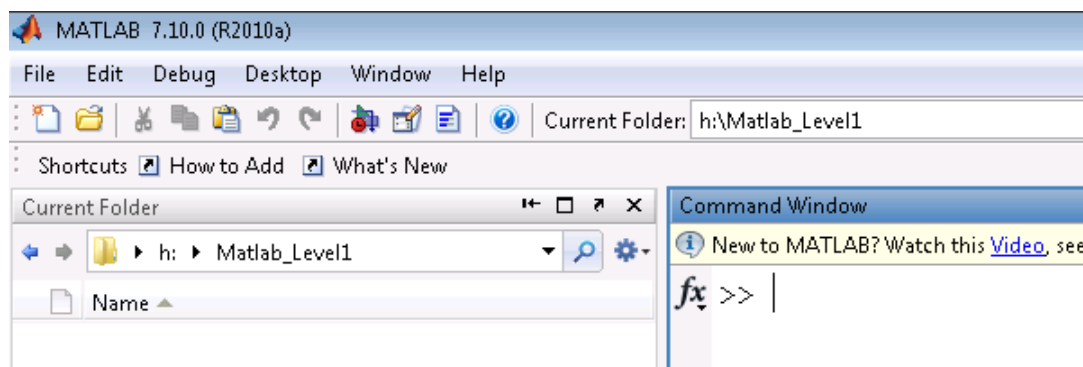 MATLAB 7.10.0 (R2010a)
File Edit Debug Desktop Window Help
Current Folder: h:\Matlab_Level1
Shortcuts How to Add What's New
Current Folder
h: Matlab_Level1
Name
Command Window
New to MATLAB? Watch this Video, see
fx >>